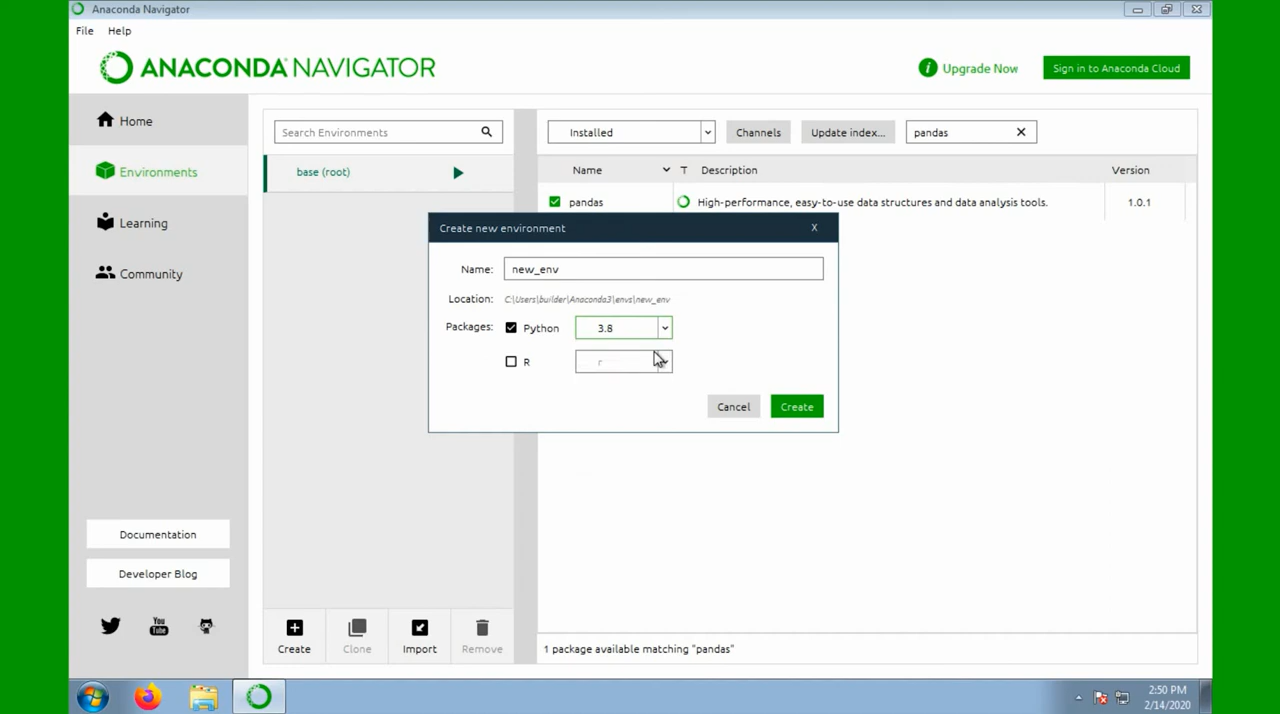 Anaconda Navigator
File Help
ANACONDA NAVIGATOR
i Upgrade Now
Sign in to Anaconda Cloud
Home
Environments
Learning
Community
Documentation
Developer Blog
You Tube
Search Environments
base (root)
Create Clone Import Remove
Installed Channels Update index... pandas X
Name T Description Version
pandas High-performance, easy-to-use data structures and data analysis tools. 1.0.1
Create new environment X
Name: new_env
Location: C:\Users\builder\Anaconda3\envs\new_env
Packages: Python 3.8
R r
Cancel Create
1 package available matching "pandas"
2:50 PM
2/14/2020